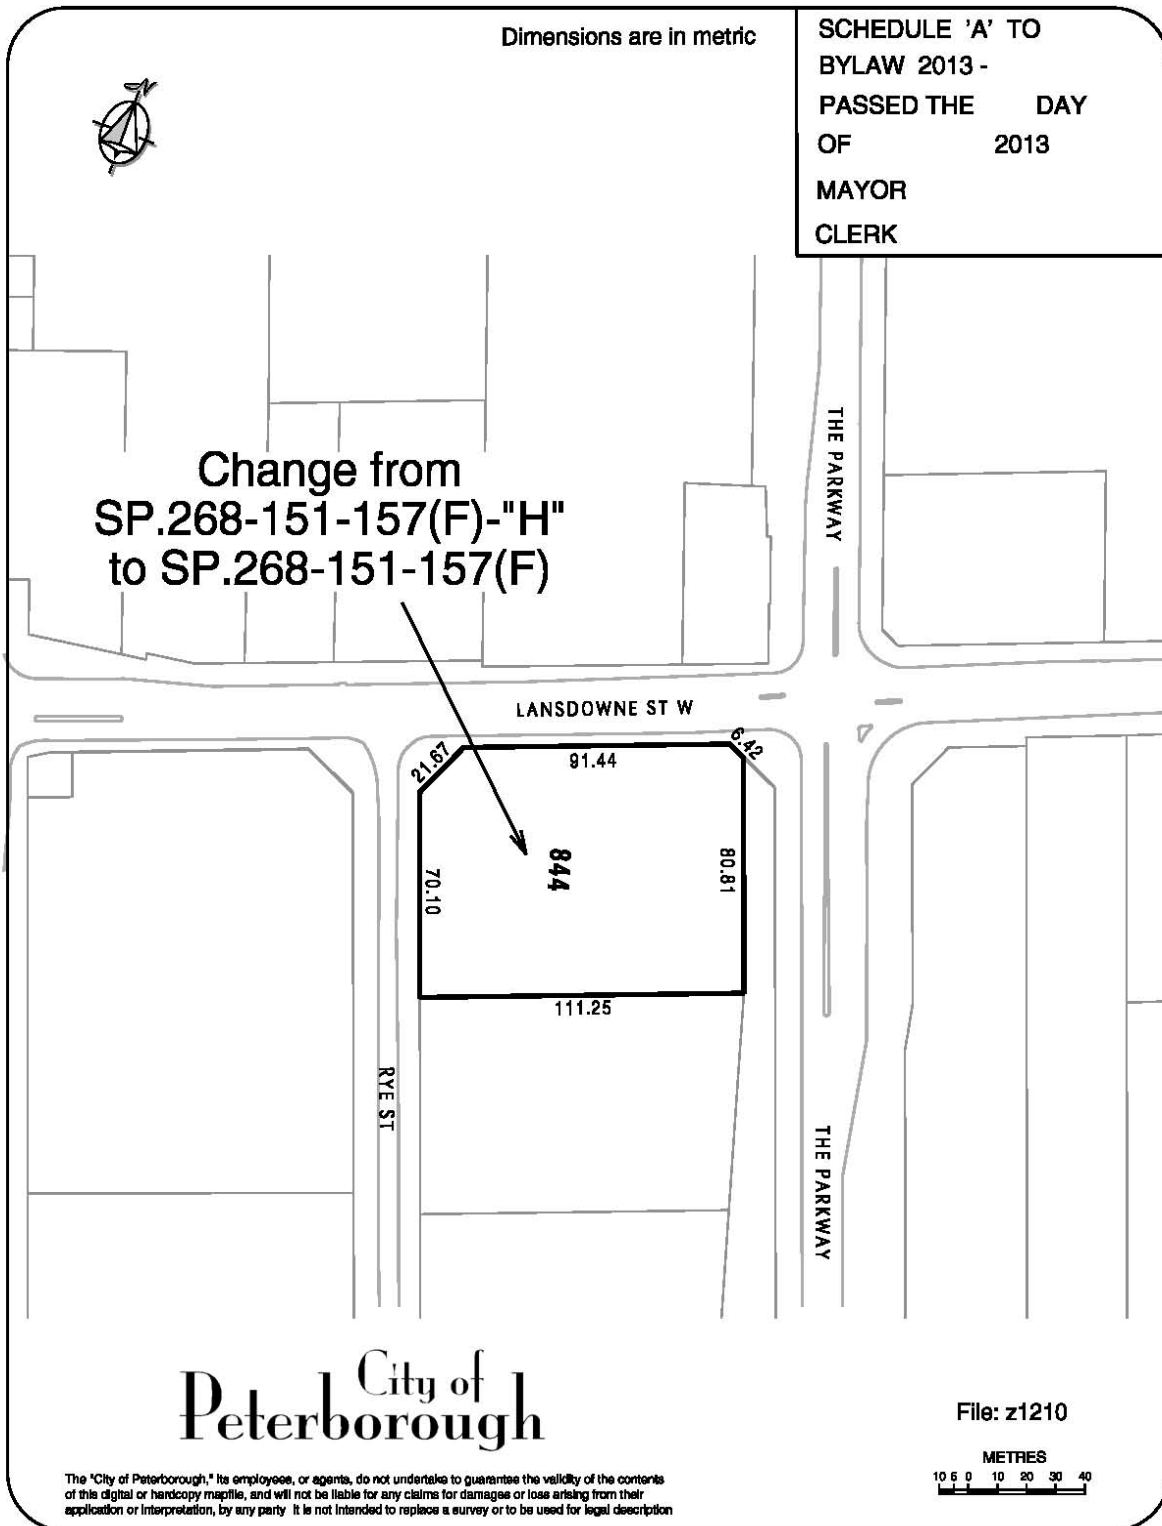 Dimensions are in metric
SCHEDULE 'A' TO
BYLAW 2013 -
PASSED THE DAY
OF 2013
MAYOR
CLERK
N
THE PARKWAY
Change from
SP.268-151-157(F)-"H"
to SP.268-151-157(F)
LANSDOWNE ST W
21.67
91.44
6.42
70.10
844
80.81
111.25
RYE ST
THE PARKWAY
City of
Peterborough
File: z1210
METRES
10 5 0 10 20 30 40
The "City of Peterborough," its employees, or agents, do not undertake to guarantee the validity of the contents
of this digital or hardcopy mapfile, and will not be liable for any claims for damages or loss arising from their
application or interpretation, by any party It is not intended to replace a survey or to be used for legal description